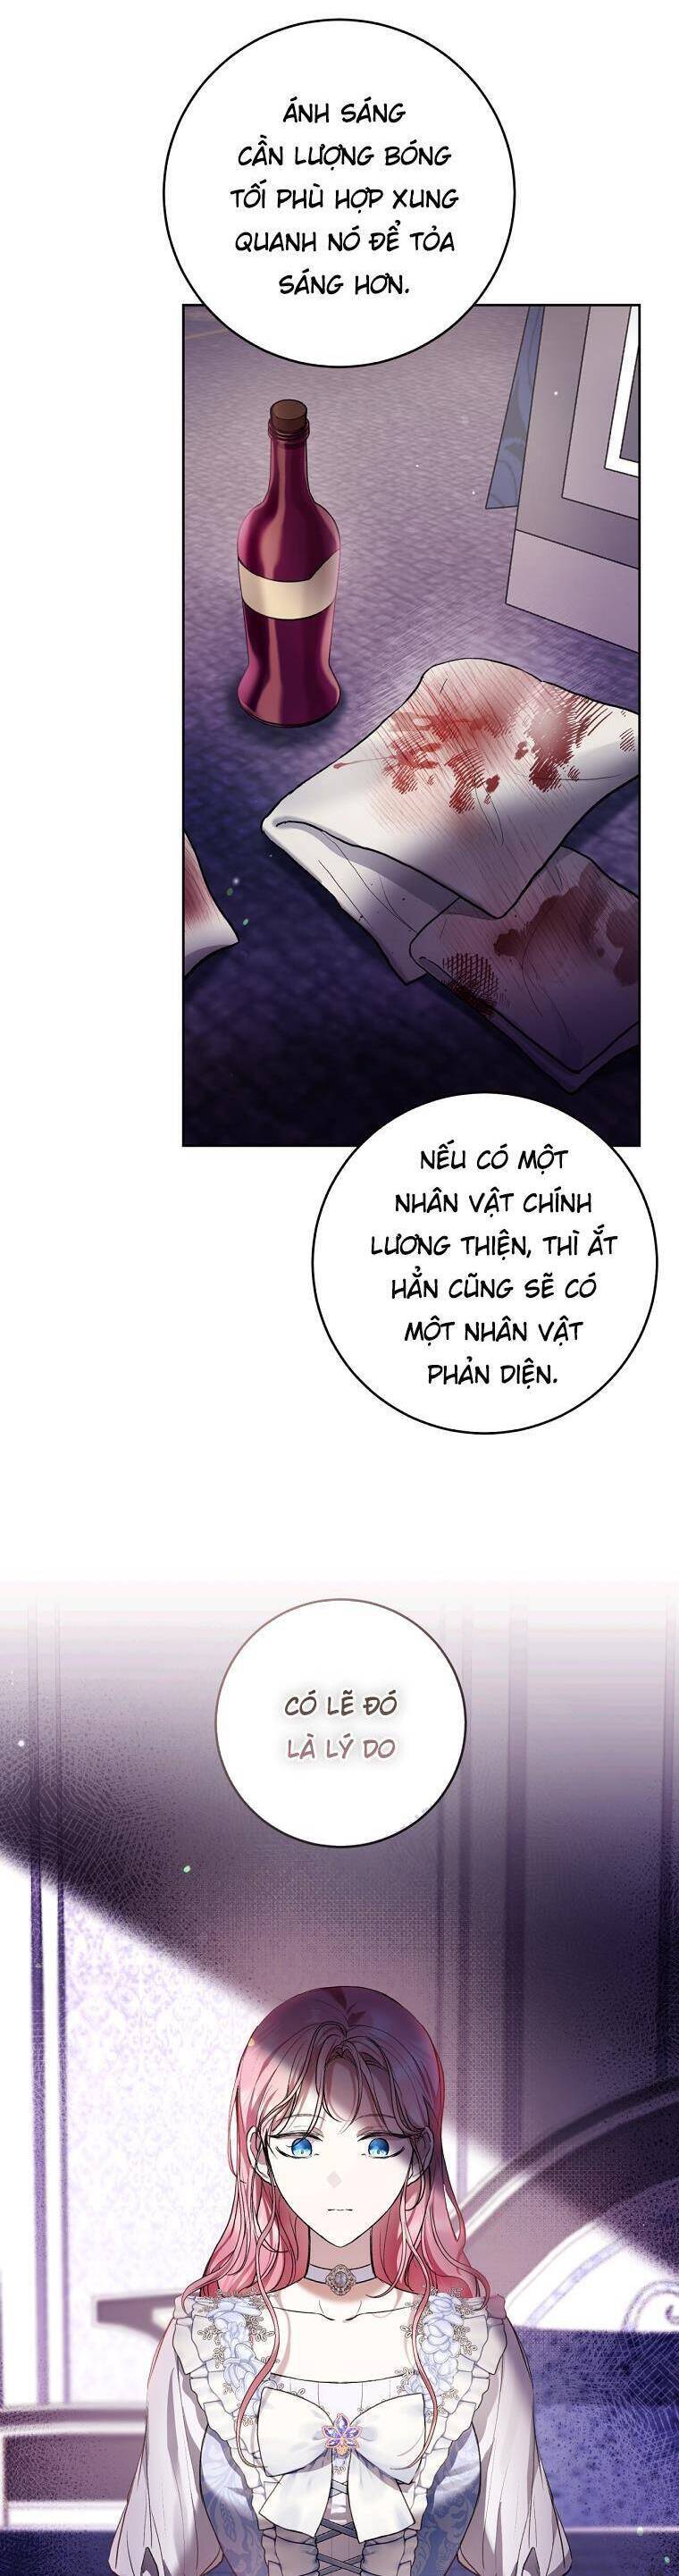 ÁNH SÁNG
CẦN LƯỢNG BÓNG
TỐI PHÙ HỢP XUNG
QUANH NÓ ĐỂ TỎA
SÁNG HƠN.
NẾU CÓ MỘT
NHÂN VẬT CHÍNH
LƯƠNG THIỆN, THÌ ẮT
HẲN CŨNG SẼ CÓ
MỘT NHÂN VẬT
PHẢN DIỆN.
CÓ LẼ ĐÓ
LÀ LÝ DO